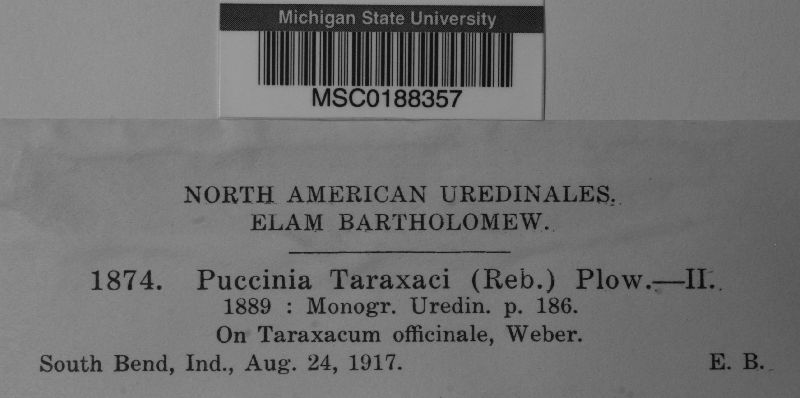 Michigan State University
MSC0188357
NORTH AMERICAN UREDINALES.
ELAM BARTHOLOMEW.
1874. Puccinia Taraxaci (Reb.) Plow.—II.
1889 : Monogr. Uredin. p. 186.
On Taraxacum officinale, Weber.
South Bend, Ind., Aug. 24, 1917. E. B.